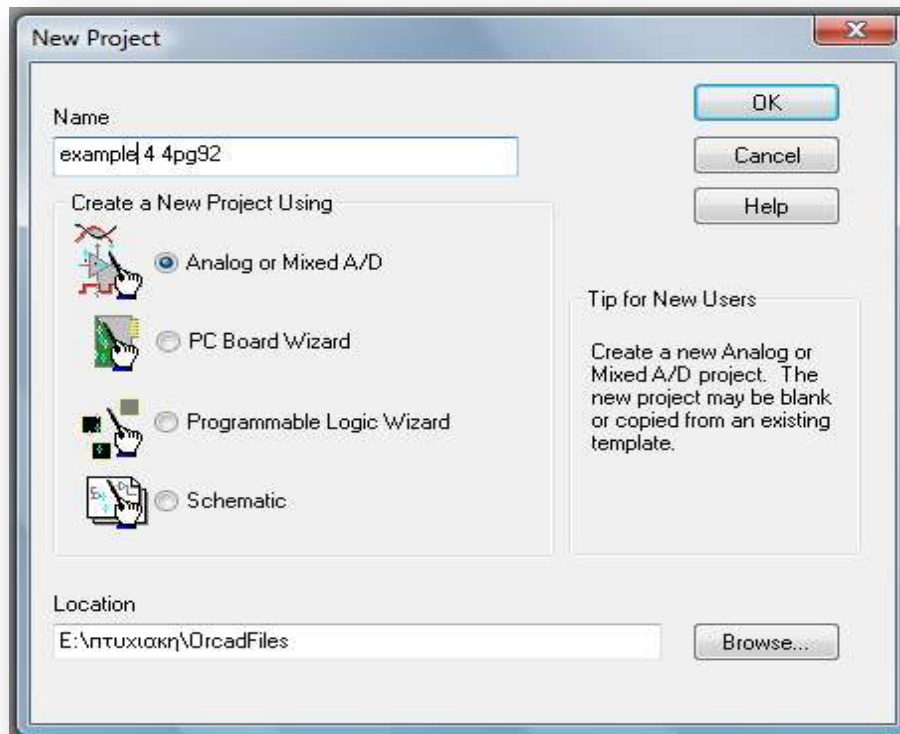 New Project
Name
example 4 4pg92
Create a New Project Using
Analog or Mixed A/D
PC Board Wizard
Programmable Logic Wizard
Schematic
OK
Cancel
Help
Tip for New Users
Create a new Analog or
Mixed A/D project. The
new project may be blank
or copied from an existing
template.
Location
E:\πτυχιακη\OrcadFiles
Browse...